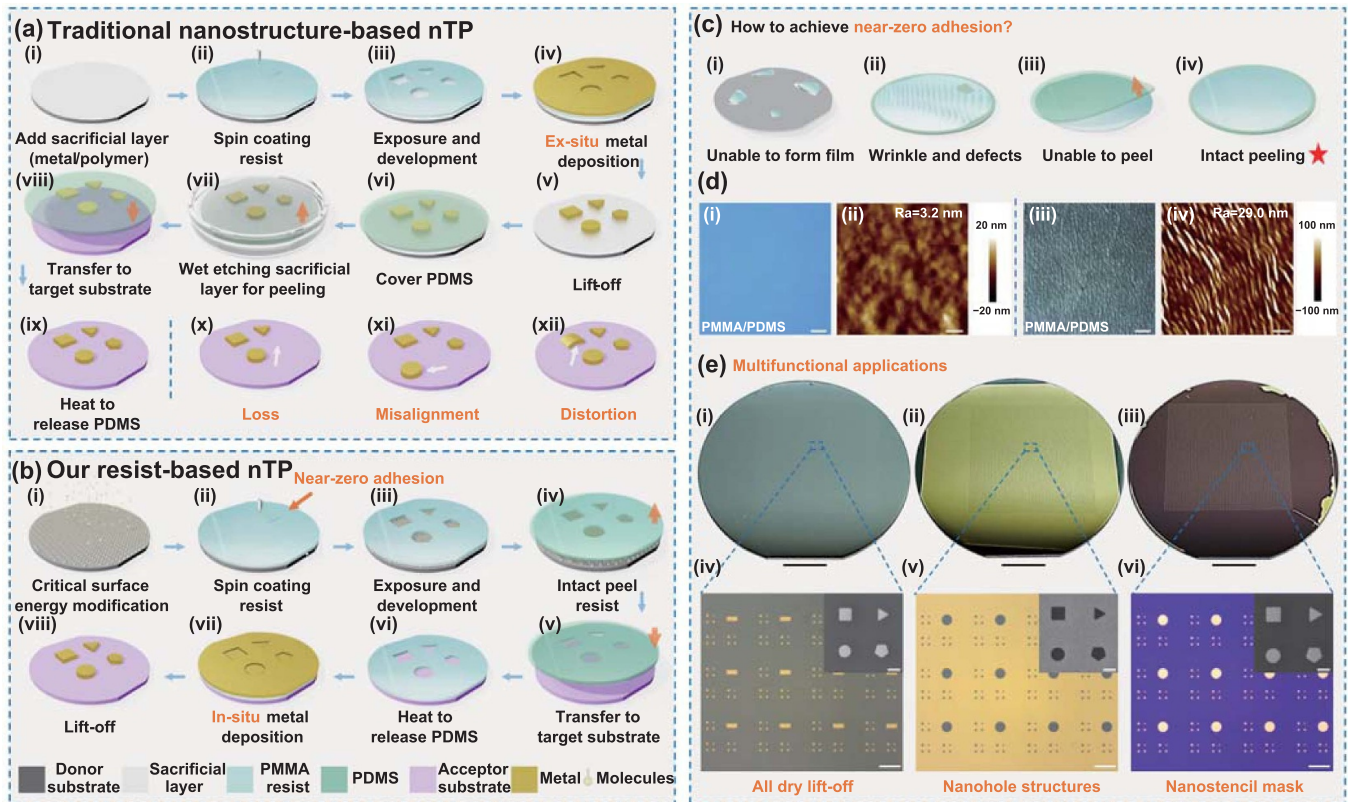 (a) Traditional nanostructure-based nTP
(i)
(ii)
(iii)
(iv)
Add sacrificial layer
(metal/polymer)
Spin coating
resist
Exposure and
development
Ex-situ metal
deposition
(viii)
(vii)
(vi)
(v)
Transfer to
target substrate
Wet etching sacrificial
layer for peeling
Cover PDMS
Lift-off
(ix)
(x)
(xi)
(xii)
Heat to
release PDMS
Loss
Misalignment
Distortion
(b) Our resist-based nTP
Near-zero adhesion
(i)
(ii)
(iii)
(iv)
Critical surface
energy modification
Spin coating
resist
Exposure and
development
Intact peel
resist
(viii)
(vii)
(vi)
(v)
Lift-off
In-situ metal
deposition
Heat to
release PDMS
Transfer to
target substrate
Donor
substrate
Sacrificial
layer
PMMA
resist
PDMS
Acceptor
substrate
Metal
Molecules
(c) How to achieve near-zero adhesion?
(i)
(ii)
(iii)
(iv)
Unable to form film
Wrinkle and defects
Unable to peel
Intact peeling
(d)
(i)
PMMA/PDMS
(ii)
Ra=3.2 nm
20 nm
−20 nm
(iii)
PMMA/PDMS
(iv)
Ra=29.0 nm
100 nm
−100 nm
(e) Multifunctional applications
(i)
(ii)
(iii)
(iv)
(v)
(vi)
All dry lift-off
Nanohole structures
Nanostencil mask